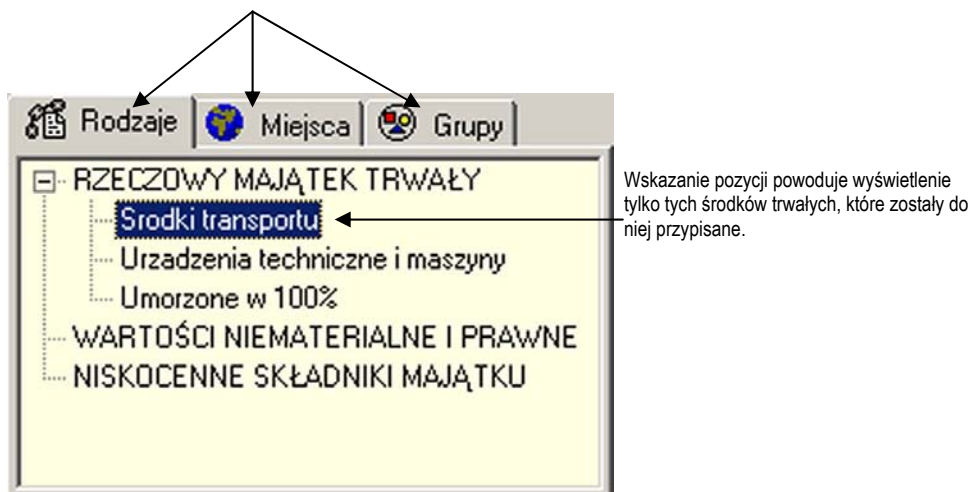 Rodzaje Miejsca Grupy
RZECZOWY MAJĄTEK TRWAŁY
Srodki transportu
Urzadzenia techniczne i maszyny
Umorzone w 100%
WARTOŚCI NIEMATERIALNE I PRAWNE
NISKOCENNE SKŁADNIKI MAJĄTKU
Wskazanie pozycji powoduje wyświetlenie
tylko tych środków trwałych, które zostały do
niej przypisane.